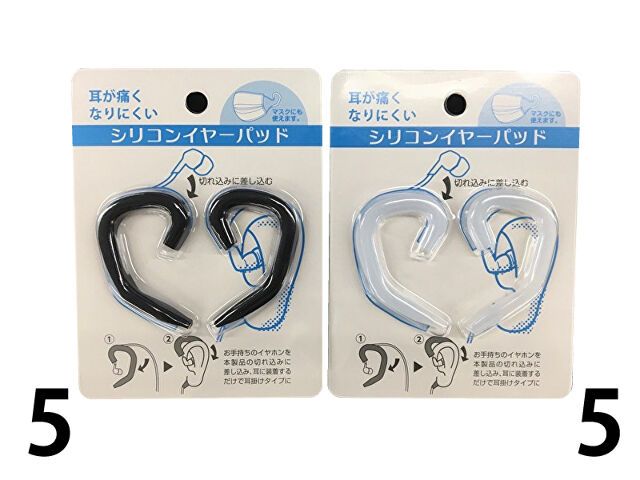 耳が痛く
なりにくい
マスクにも
使えます。
シリコンイヤーパッド
切れ込みに差し込む
①
②
お手持ちのイヤホンを
本製品の切れ込みに
差し込み、耳に装着する
だけで耳掛けタイプに
耳が痛く
なりにくい
マスクにも
使えます。
シリコンイヤーパッド
切れ込みに差し込む
①
②
お手持ちのイヤホンを
本製品の切れ込みに
差し込み、耳に装着する
だけで耳掛けタイプに
5
5